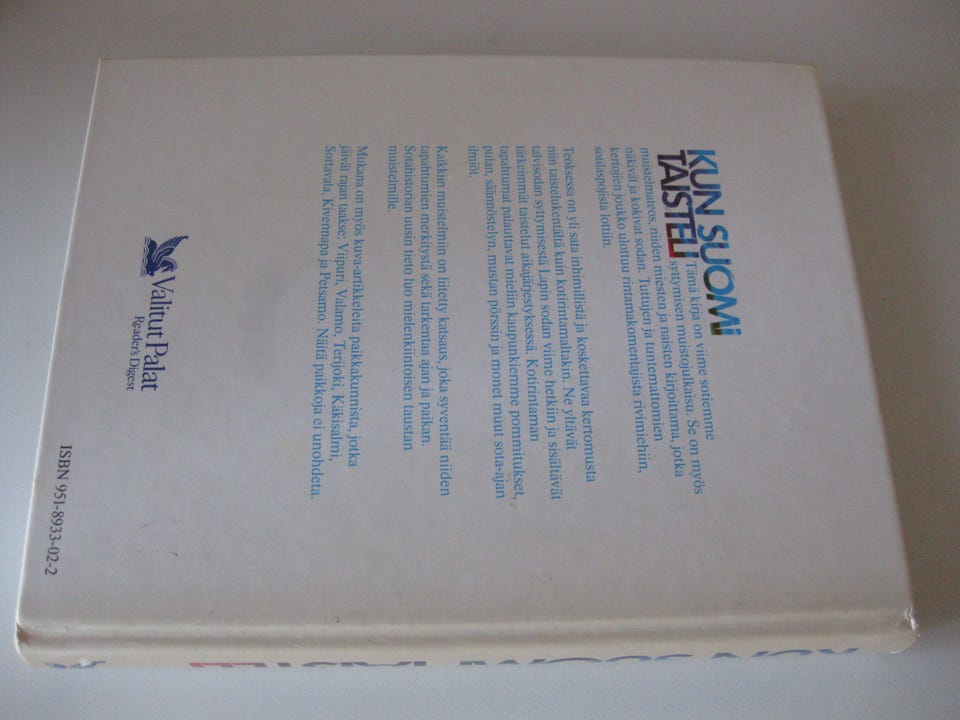 KUN SUOMI
TAISTELI
Tämä kirja on viime sotiemme
syttymisen muistojulkaisu. Se on myös
muistelmateos, niiden miesten ja naisten kirjoittama, jotka
näkivät ja kokivat sodan. Tuttujen ja tuntemattomien
kertojien joukko ulottuu rintamakomentajista rivimiehiin,
sotilaspojista lottiin.
Teoksessa on yli sata inhimillistä ja koskettavaa kertomusta
niin taistelukentältä kuin kotirintamaltakin. Ne yltävät
talvisodan syttymisestä Lapin sodan viime hetkiin ja sisältävät
tärkeimmät taistelut aikajärjestyksessä. Kotirintaman
tapahtumat palauttavat mieliin kaupunkiemme pommitukset,
pulan, säännöstelyn, mustan pörssin ja monet muut sota-ajan
ilmiöt.
Kaikkiin muistelmiin on liitetty katsaus, joka syventää niiden
tapahtumien merkitystä sekä tarkentaa ajan ja paikan.
Sotahistorian uusin tieto luo mielenkiintoisen taustan
muistelmille.
Mukana on myös kuva-artikkeleita paikkakunnista, jotka
jäivät rajan taakse: Viipuri, Valamo, Terijoki, Käkisalmi,
Sortavala, Kivennapa ja Petsamo. Näitä paikkoja ei unohdeta.
Valitut Palat
Reader's Digest
ISBN 951-8933-02-2
KUN SUOMI TAISTELI